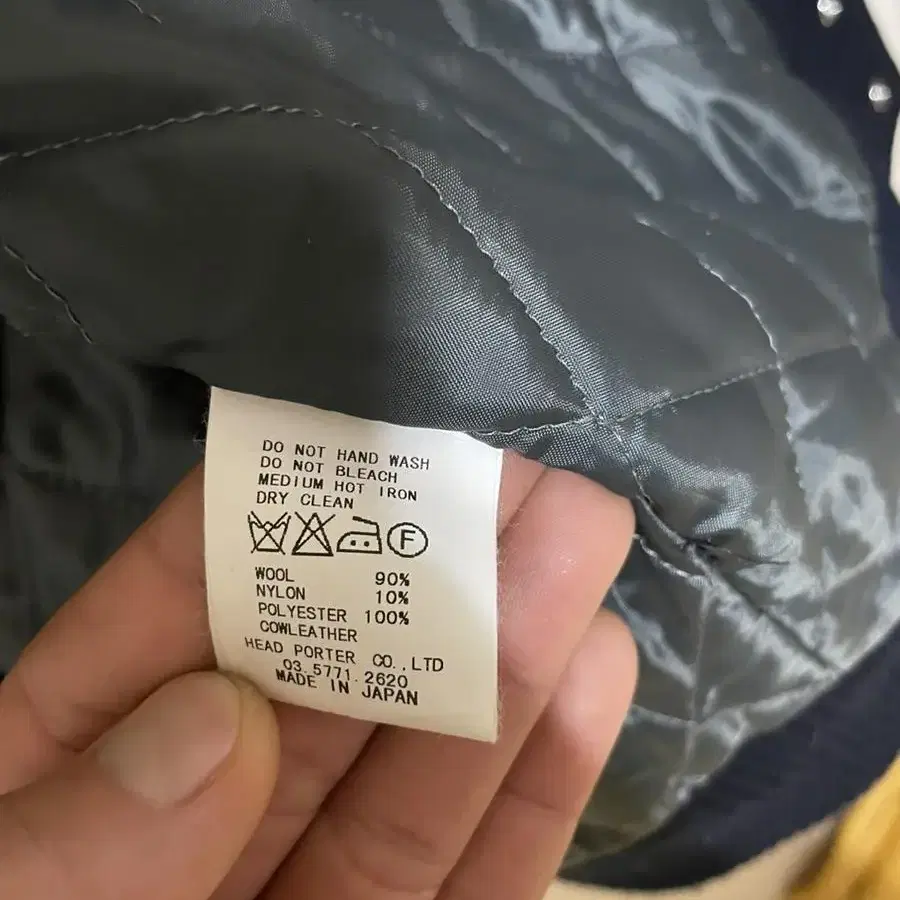 DO NOT HAND WASH
DO NOT BLEACH
MEDIUM HOT IRON
DRY CLEAN
F
WOOL 90%
NYLON 10%
POLYESTER 100%
COWLEATHER
HEAD PORTER CO.,LTD
03.5771.2620
MADE IN JAPAN